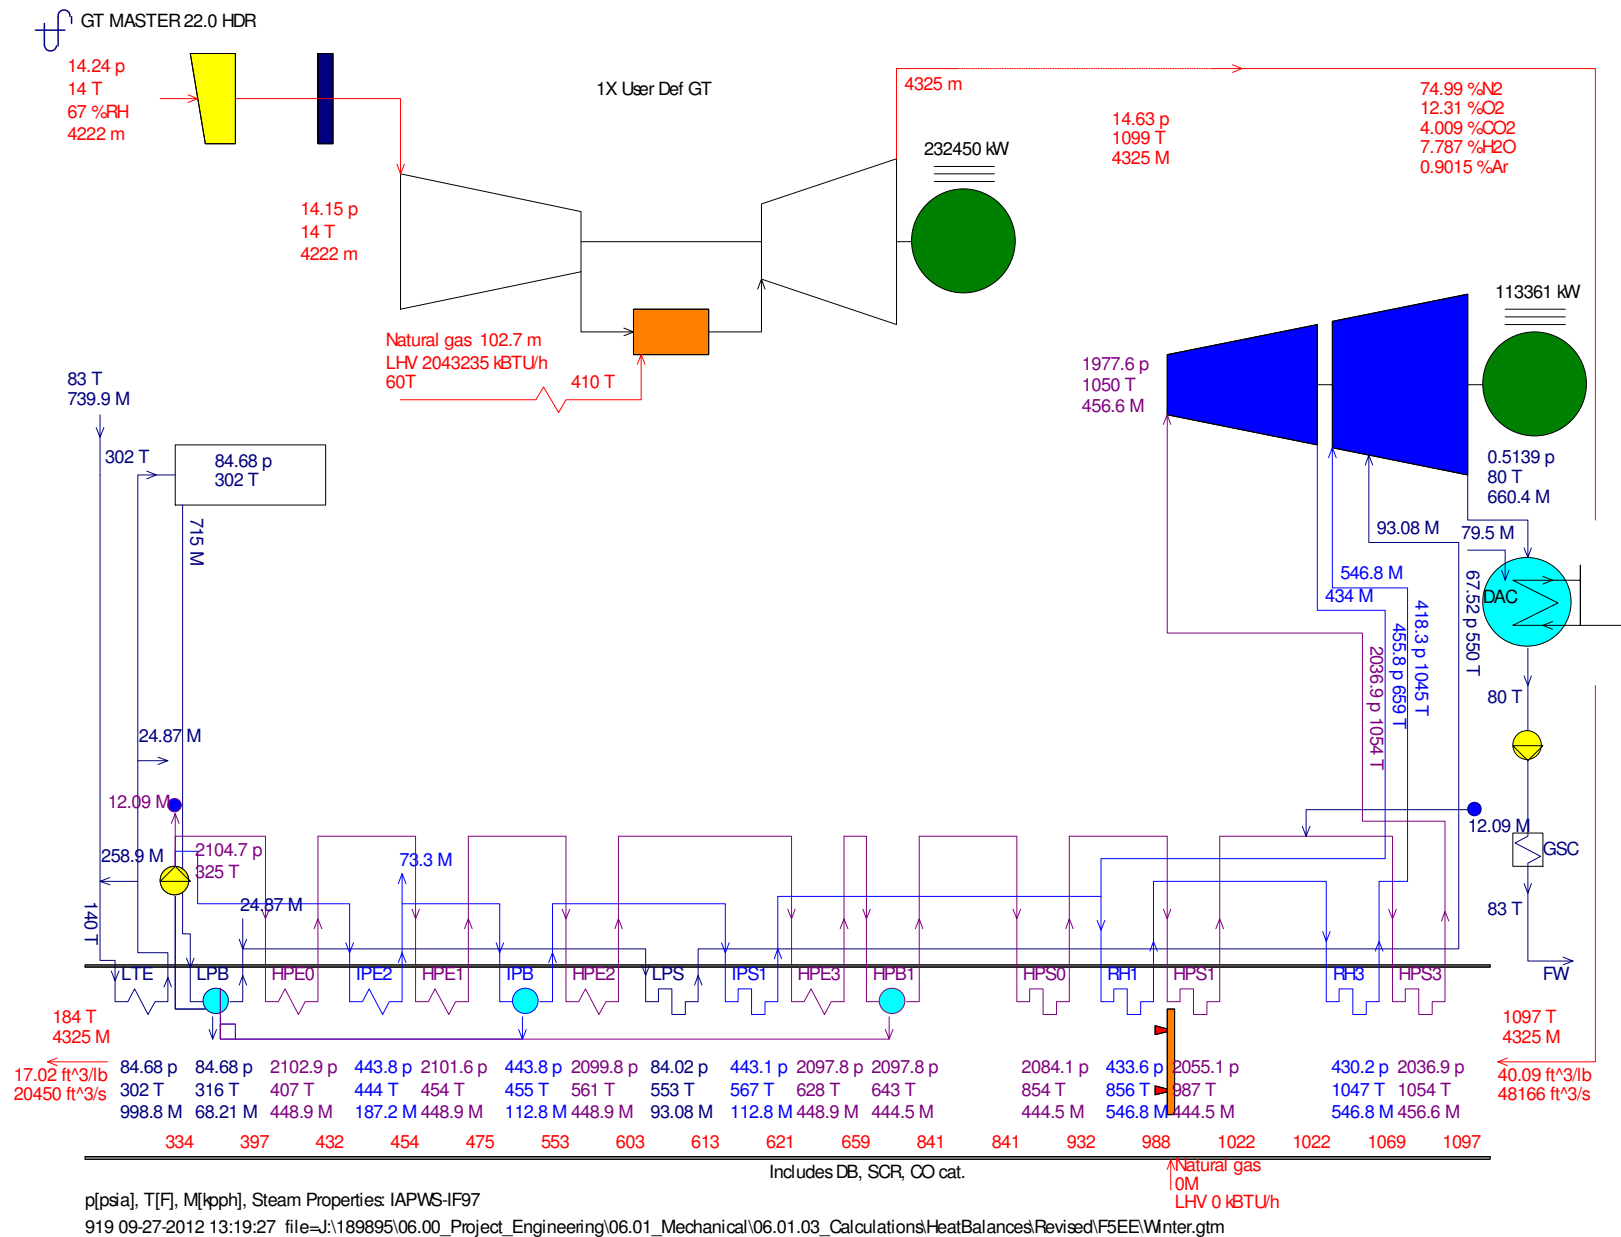 GT MASTER 22.0 HDR
14.24 p
14 T
67 %RH
4222 m
1X User Def GT
4325 m
14.63 p
1099 T
4325 M
74.99 %N2
12.31 %O2
4.009 %CO2
7.787 %H2O
0.9015 %Ar
232450 kW
14.15 p
14 T
4222 m
Natural gas 102.7 m
LHV 2043235 kBTU/h
60T
410 T
113361 kW
1977.6 p
1050 T
456.6 M
83 T
739.9 M
302 T
84.68 p
302 T
715 M
0.5139 p
80 T
660.4 M
93.08 M
79.5 M
546.8 M
434 M
DAC
67.52 p 550 T
418.3 p 1045 T
455.8 p 659 T
2036.9 p 1054 T
80 T
24.87 M
12.09 M
12.09 M
GSC
83 T
FW
258.9 M
2104.7 p
325 T
73.3 M
24.87 M
140 T
LTE LPB HPE0 IPE2 HPE1 IPB HPE2 LPS IPS1 HPE3 HPB1 HPS0 RH1 HPS1 RH3 HPS3
184 T
4325 M
17.02 ft^3/lb
20450 ft^3/s
1097 T
4325 M
40.09 ft^3/lb
48166 ft^3/s
84.68 p 84.68 p 2102.9 p 443.8 p 2101.6 p 443.8 p 2099.8 p 84.02 p 443.1 p 2097.8 p 2097.8 p 2084.1 p 433.6 p 2055.1 p 430.2 p 2036.9 p
302 T 316 T 407 T 444 T 454 T 455 T 561 T 553 T 567 T 628 T 643 T 854 T 856 T 987 T 1047 T 1054 T
998.8 M 68.21 M 448.9 M 187.2 M 448.9 M 112.8 M 448.9 M 93.08 M 112.8 M 448.9 M 444.5 M 444.5 M 546.8 M 444.5 M 546.8 M 456.6 M
334 397 432 454 475 553 603 613 621 659 841 841 932 988 1022 1022 1069 1097
Includes DB, SCR, CO cat.
Natural gas
0M
LHV 0 kBTU/h
p[psia], T[F], M[kpph], Steam Properties: IAPWS-IF97
919 09-27-2012 13:19:27 file=J:\189895\06.00_Project_Engineering\06.01_Mechanical\06.01.03_Calculations\HeatBalances\Revised\F5EE\Winter.gtm